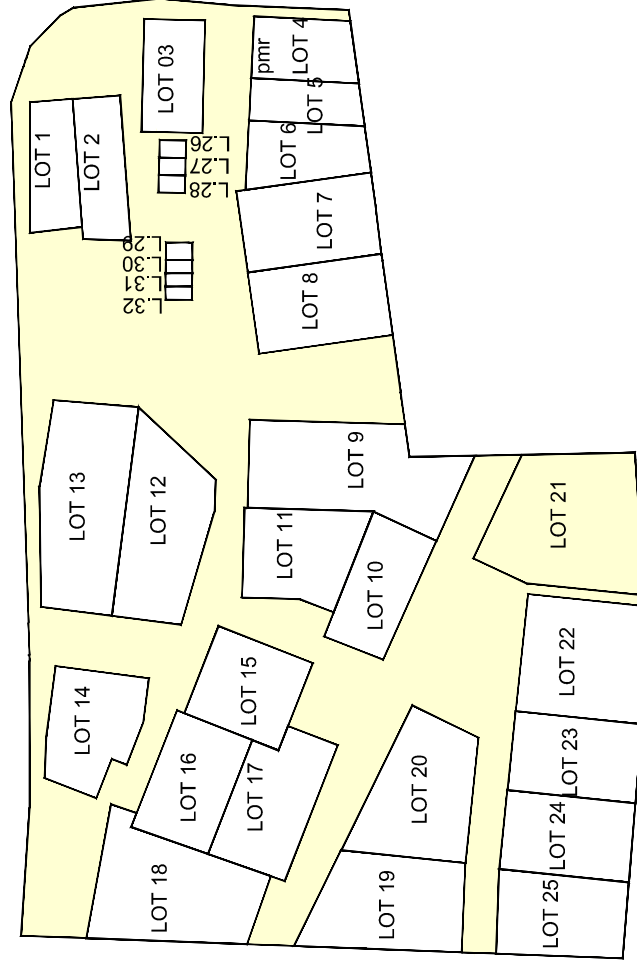 LOT 03
pmr
LOT 4
LOT 5
LOT 1
LOT 2
LOT 6
L.26
L.27
L.28
LOT 7
L.29
L.30
L.31
L.32
LOT 8
LOT 9
LOT 13
LOT 12
LOT 11
LOT 10
LOT 21
LOT 14
LOT 15
LOT 22
LOT 16
LOT 17
LOT 20
LOT 23
LOT 24
LOT 18
LOT 19
LOT 25